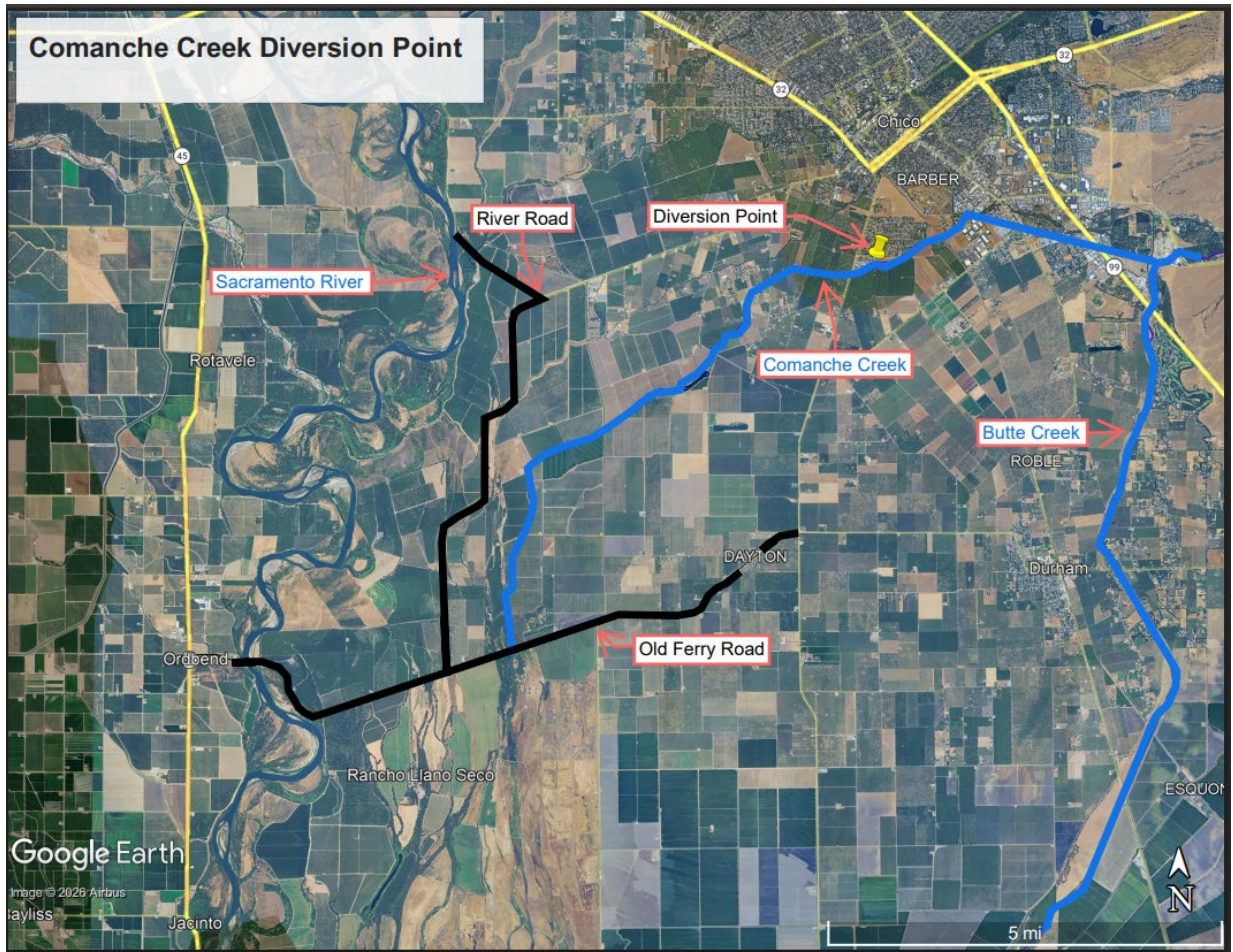 Comanche Creek Diversion Point
32
32
Chico
45
BARBER
River Road
Diversion Point
Sacramento River
99
Rotavele
Comanche Creek
Butte Creek
ROBLE
DAYTON
Durham
Old Ferry Road
Ordbend
Rancho Llano Seco
ESQUON
Google Earth
Image © 2026 Airbus
Bayliss
Jacinto
N
5 mi